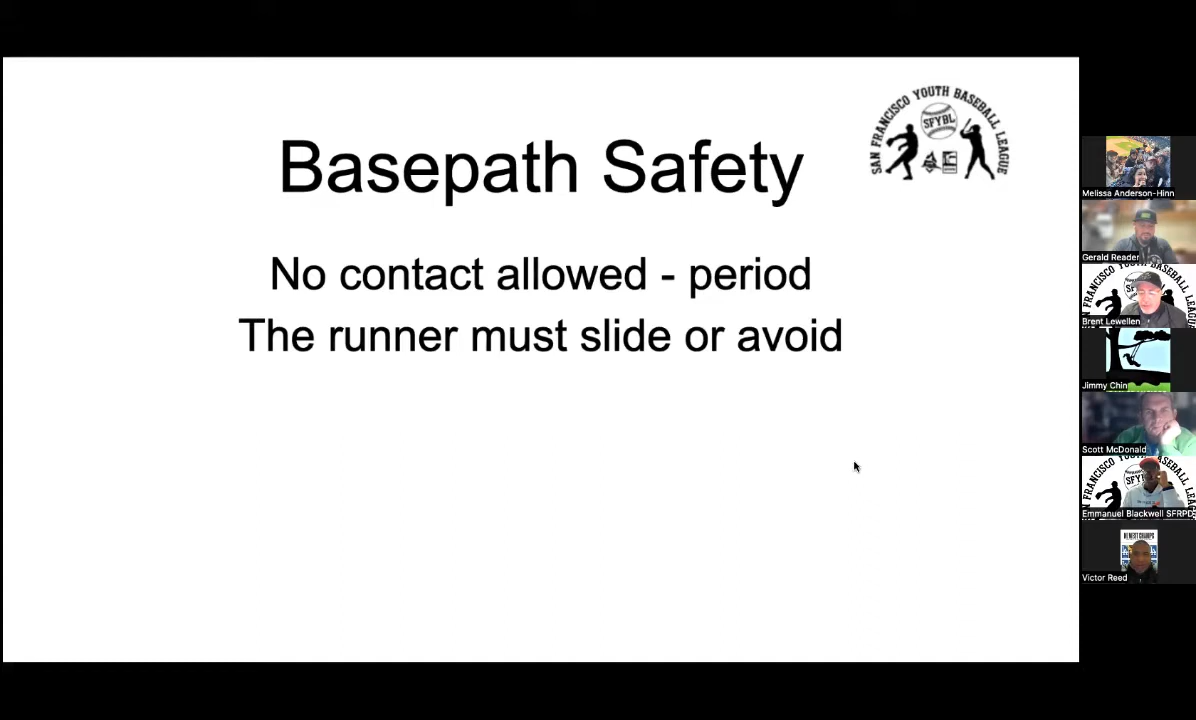 SAN FRANCISCO YOUTH BASEBALL LEAGUE
SFYBL
Basepath Safety
No contact allowed - period
The runner must slide or avoid
Melissa Anderson-Hinn
Gerald Reader
Brent Lewellen
Jimmy Chin
Scott McDonald
Emmanuel Blackwell SFRPD
Victor Reed